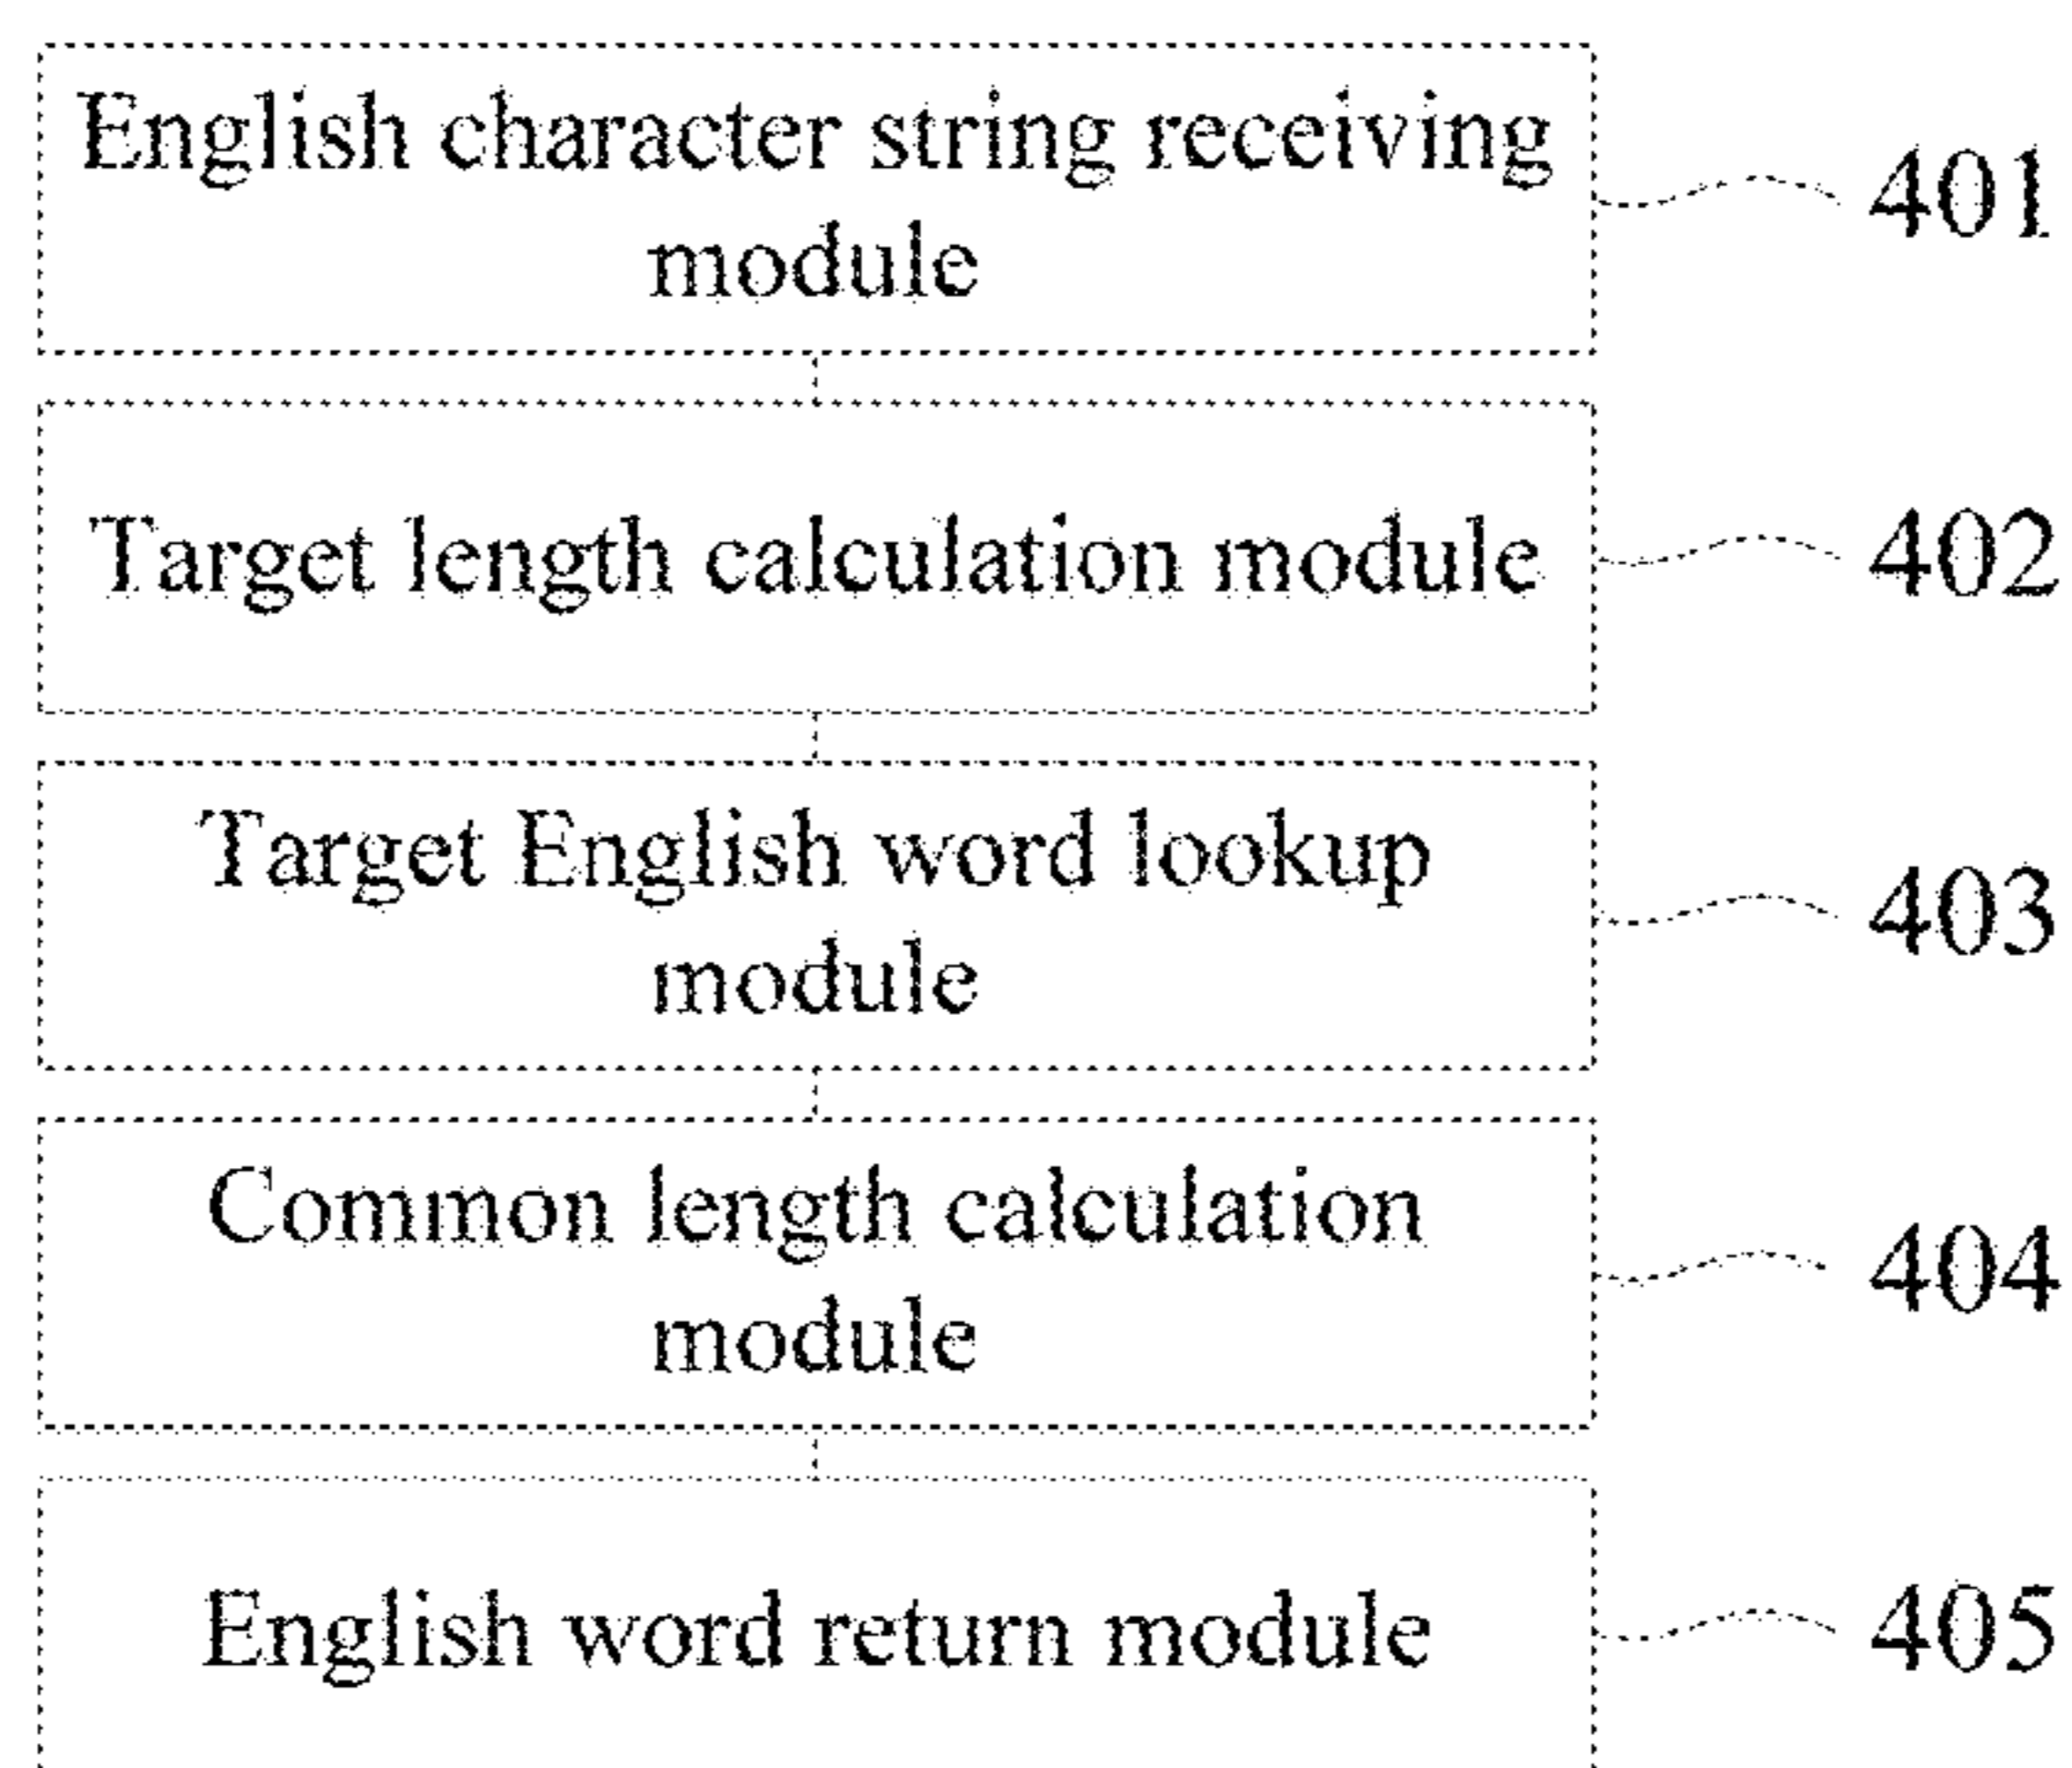 English character string receiving
module
401
Target length calculation module
402
Target English word lookup
module
403
Common length calculation
module
404
English word return module
405